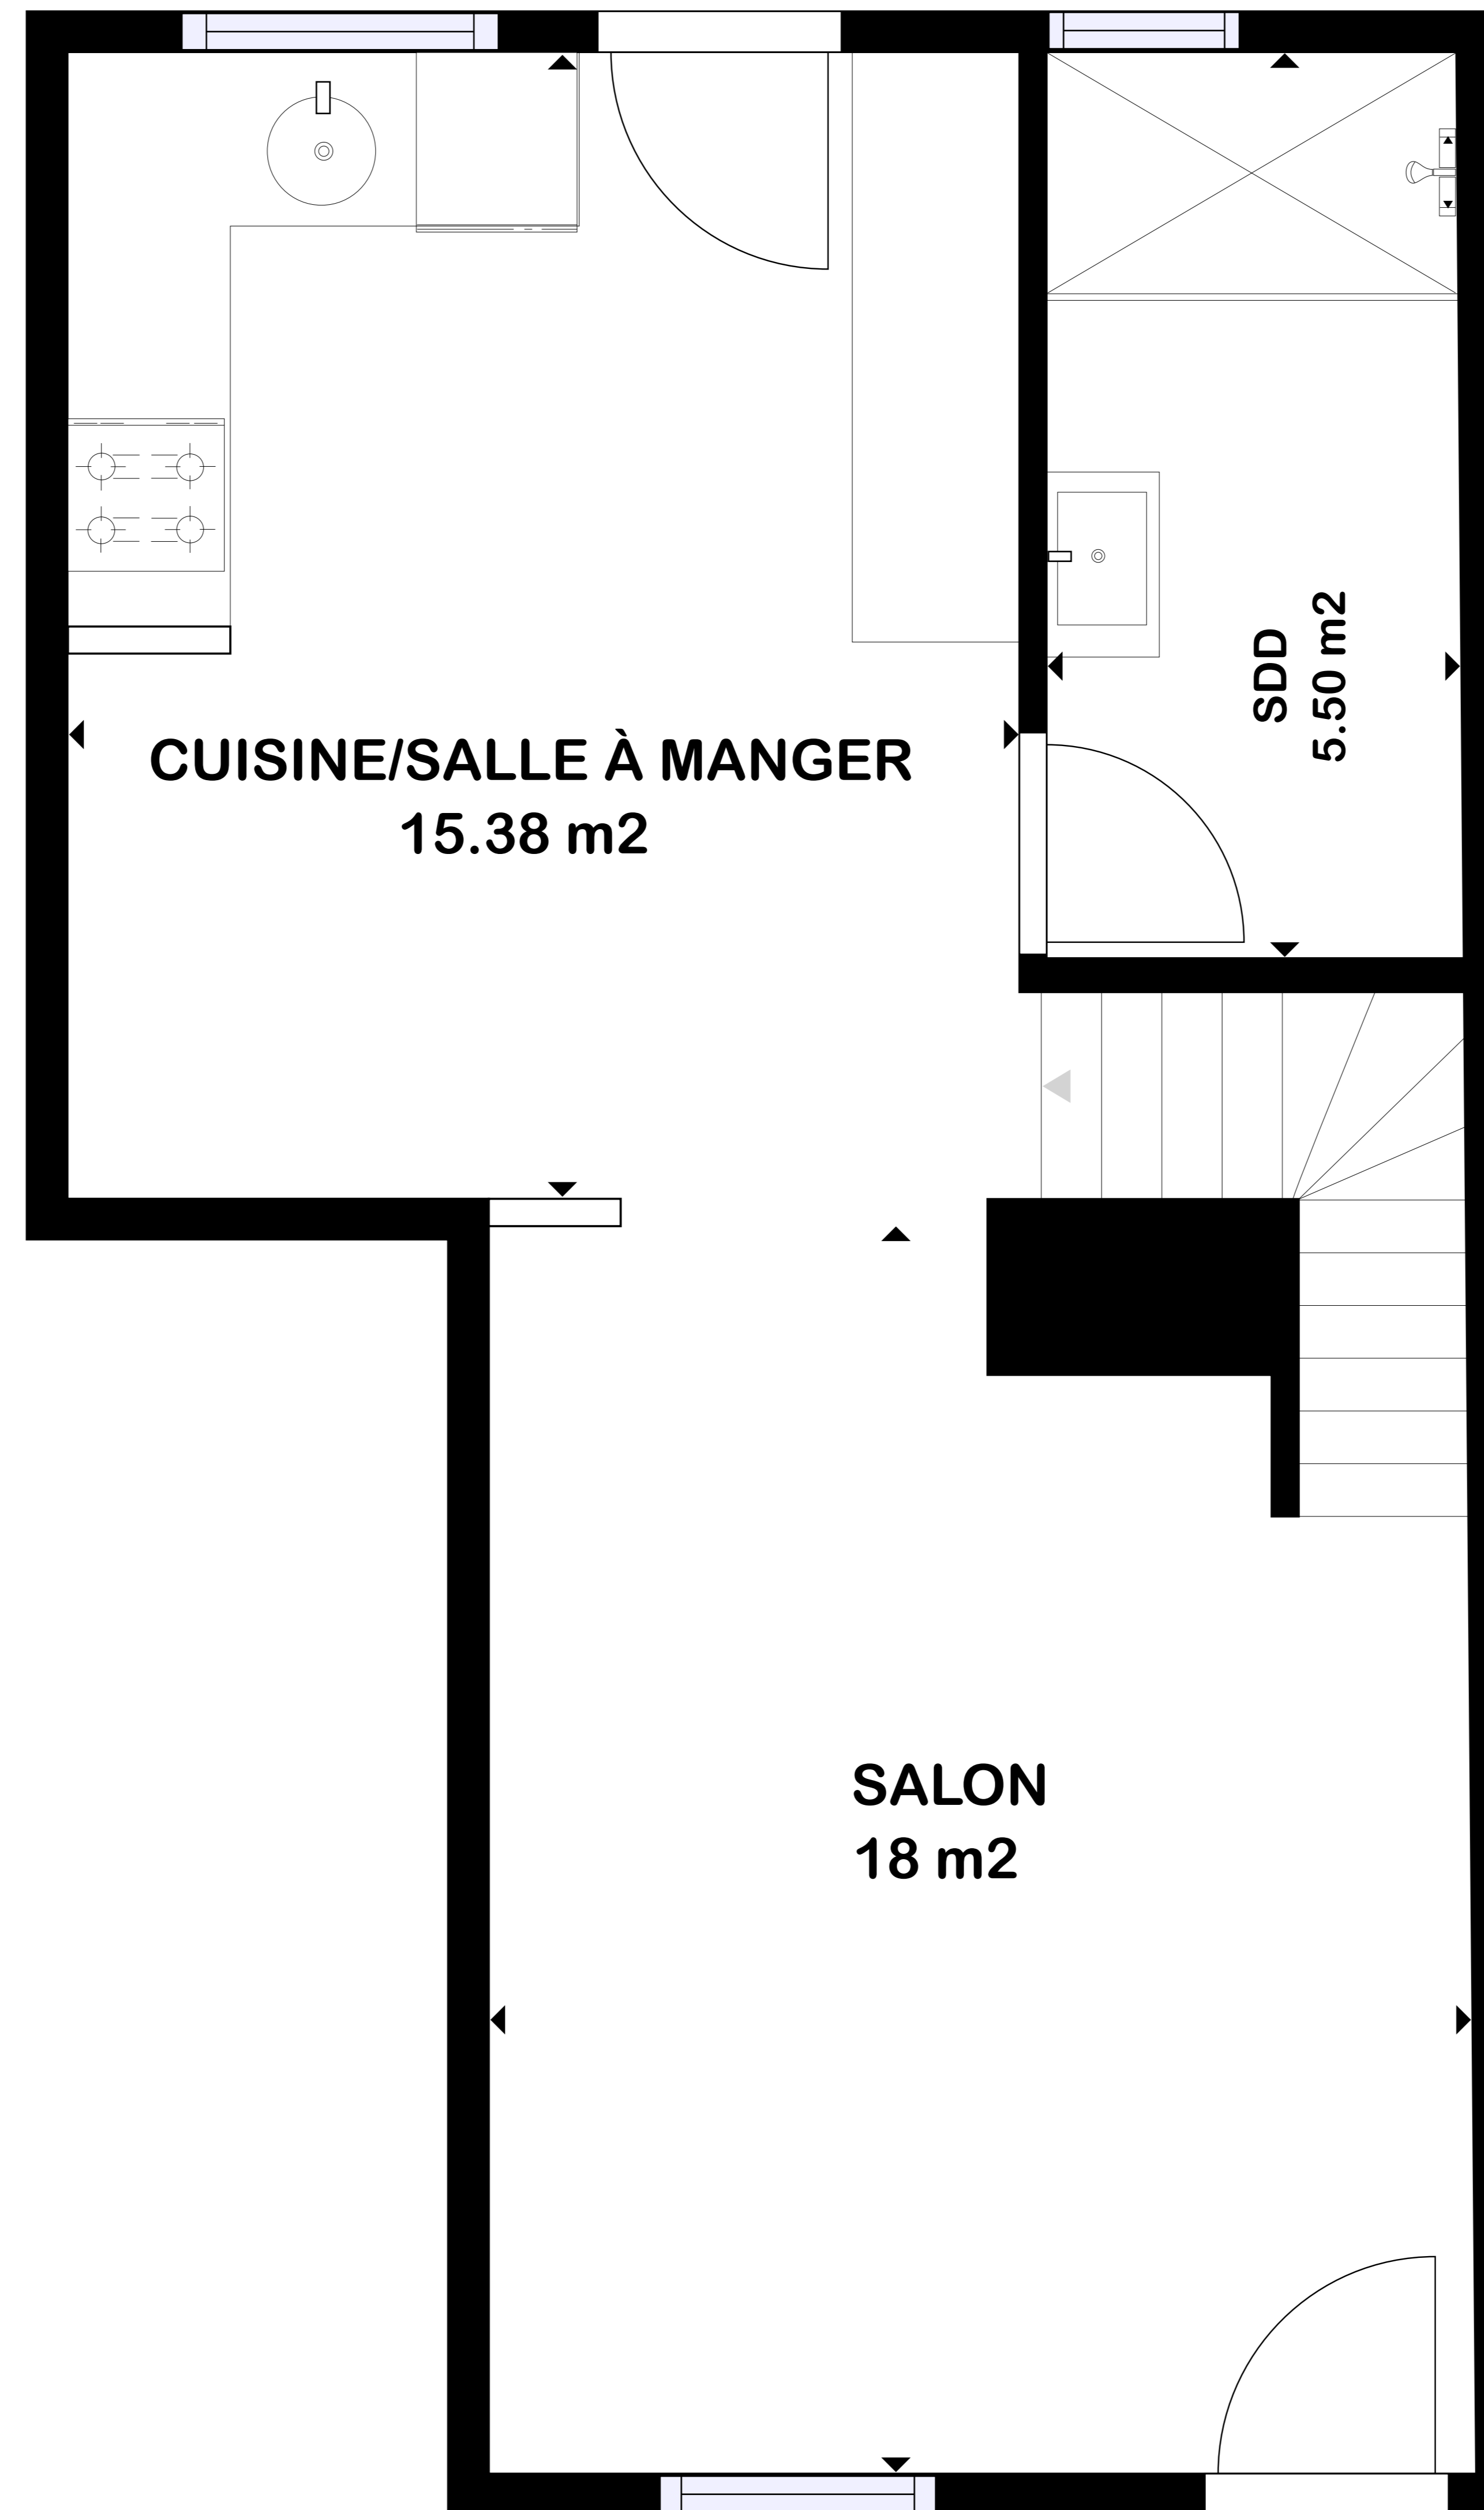 SDD
5.50 m2
CUISINE/SALLE À MANGER
15.38 m2
SALON
18 m2